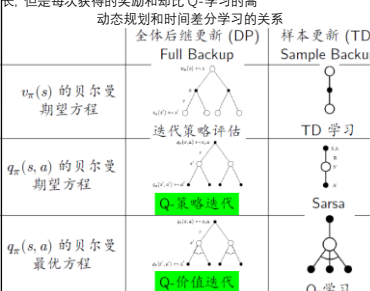 长, 但是每次获得的奖励和却比 Q-学习的高
动态规划和时间差分学习的关系
全体后继更新 (DP) 样本更新 (TD
Full Backup Sample Backu
vπ(s) 的贝尔曼
期望方程
迭代策略评估 TD 学习
qπ(s, a) 的贝尔曼
期望方程
Q-策略迭代 Sarsa
qπ(s, a) 的贝尔曼
最优方程
Q-价值迭代 Q 学习